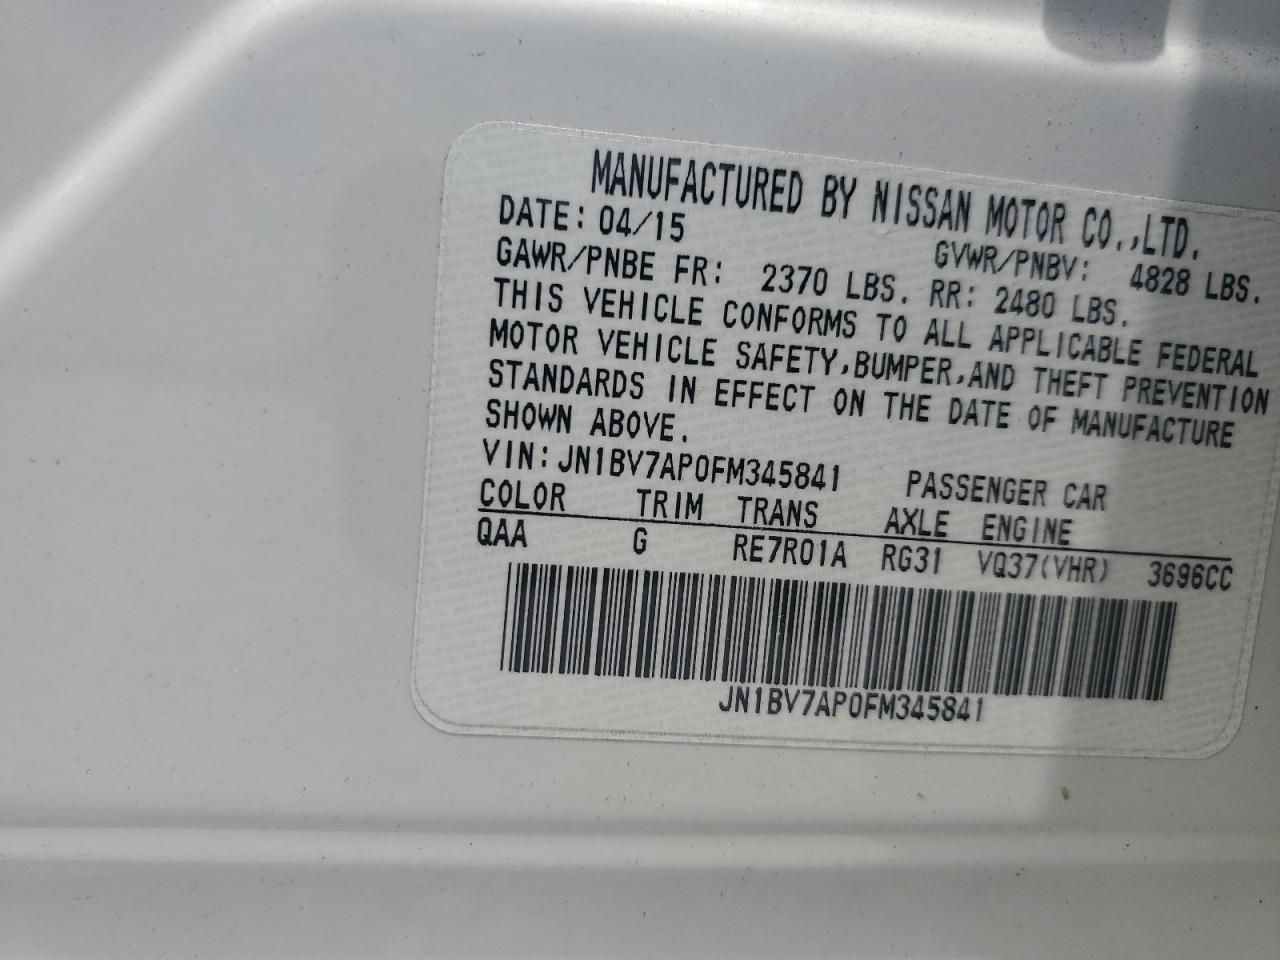 MANUFACTURED BY NISSAN MOTOR CO.,LTD.
DATE: 04/15 GVWR/PNBV: 4828 LBS.
GAWR/PNBE FR: 2370 LBS. RR: 2480 LBS.
THIS VEHICLE CONFORMS TO ALL APPLICABLE FEDERAL
MOTOR VEHICLE SAFETY,BUMPER,AND THEFT PREVENTION
STANDARDS IN EFFECT ON THE DATE OF MANUFACTURE
SHOWN ABOVE.
VIN:JN1BV7AP0FM345841 PASSENGER CAR
COLOR TRIM TRANS AXLE ENGINE
QAA G RE7R01A RG31 VQ37(VHR) 3696CC
JN1BV7AP0FM345841